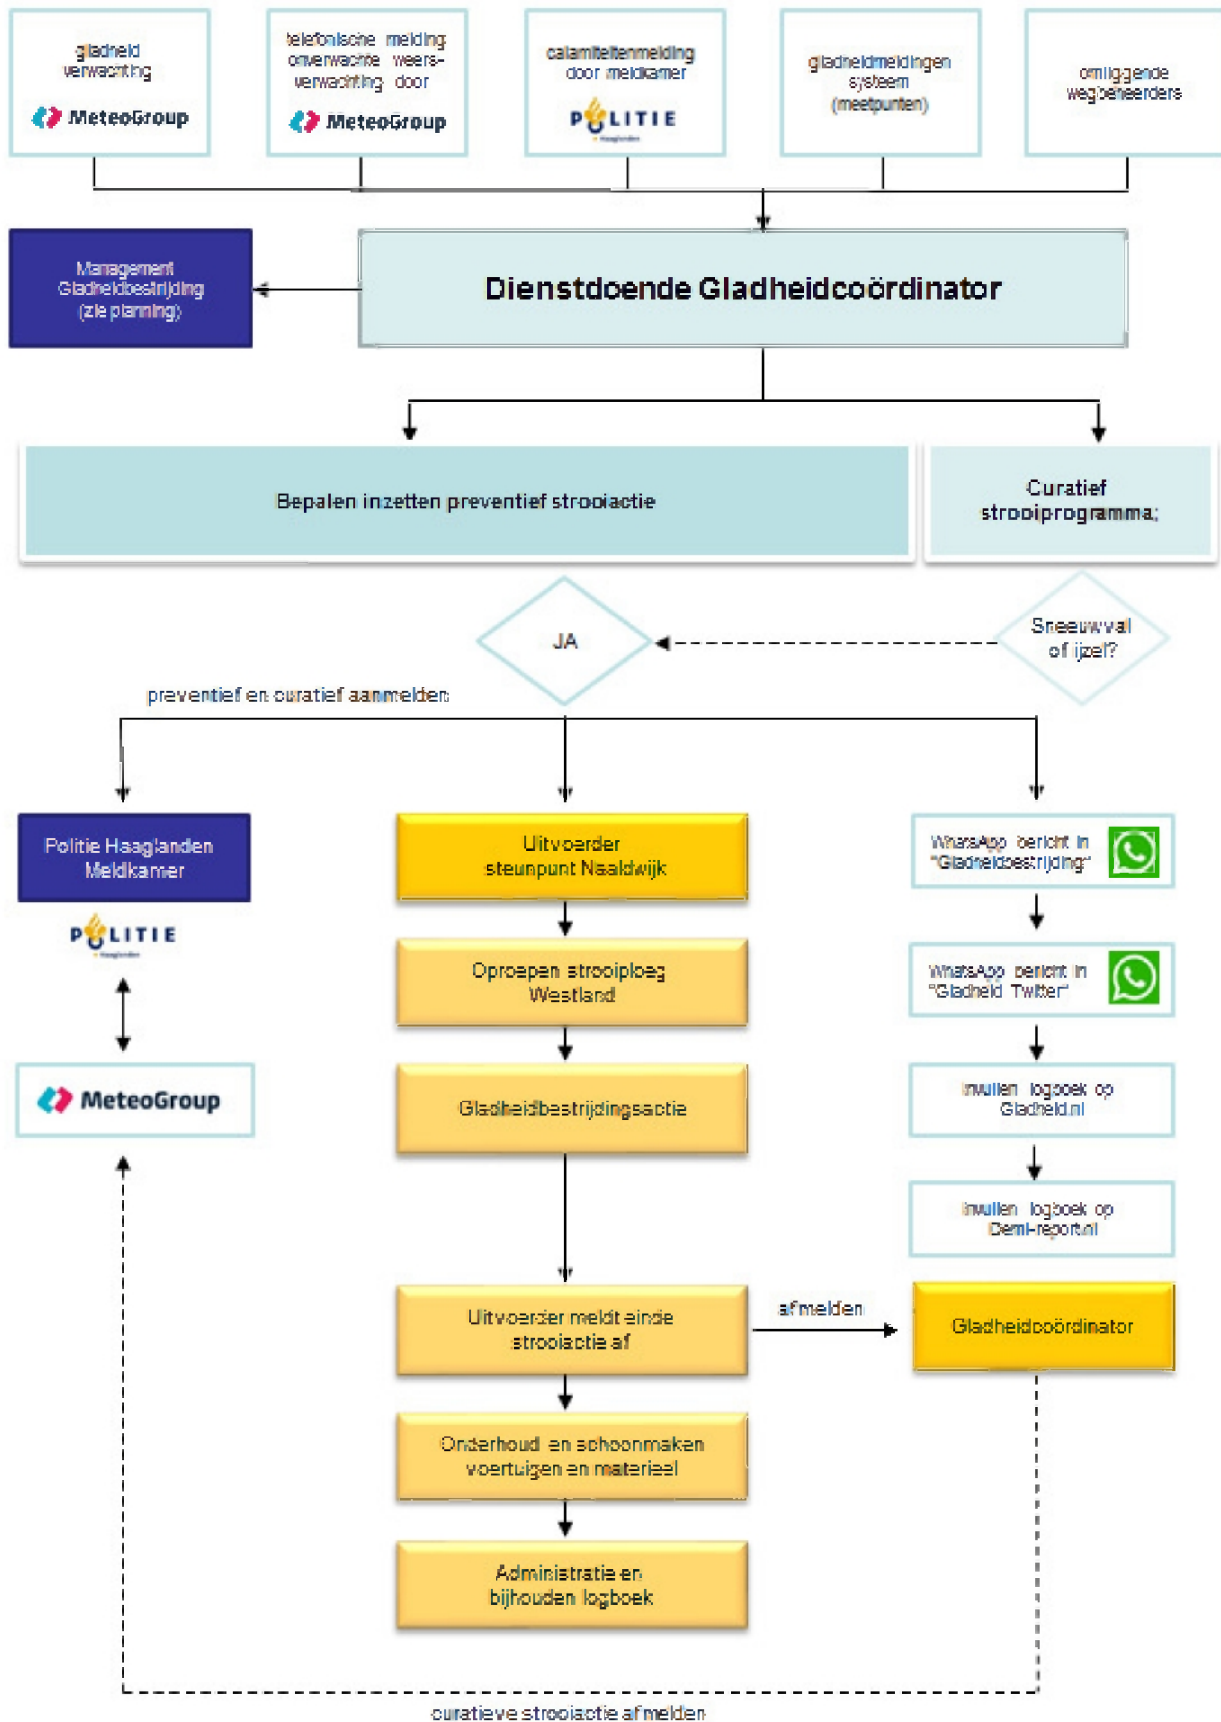 gladheid
verwachting
MeteoGroup
telefonische melding
onverwachte weers-
verwachting door
MeteoGroup
calamiteitenmelding
door meldkamer
POLITIE
Haaglanden
gladheidmeldingen
systeem
(meetpunten)
omliggende
wegbeheerders
Management
Gladheidbestrijding
(zie planning)
Dienstdoende Gladheidcoördinator
Bepalen inzetten preventief strooiactie
Curatief
strooiprogramma;
JA
Sneeuwval
of ijzel?
preventief en curatief aanmelden
Politie Haaglanden
Meldkamer
POLITIE
Haaglanden
MeteoGroup
Uitvoerder
steunpunt Naaldwijk
Oproepen strooiploeg
Westland
Gladheidbestrijdingsactie
Uitvoerder meldt einde
strooiactie af
Onderhoud en schoonmaken
voertuigen en materieel
Administratie en
bijhouden logboek
WhatsApp bericht in
"Gladheidbestrijding"
WhatsApp bericht in
"Gladheid Twitter"
Invullen logboek op
Gladheid.nl
Invullen logboek op
Demi-report.nl
afmelden
Gladheidcoördinator
curatieve strooiactie afmelden